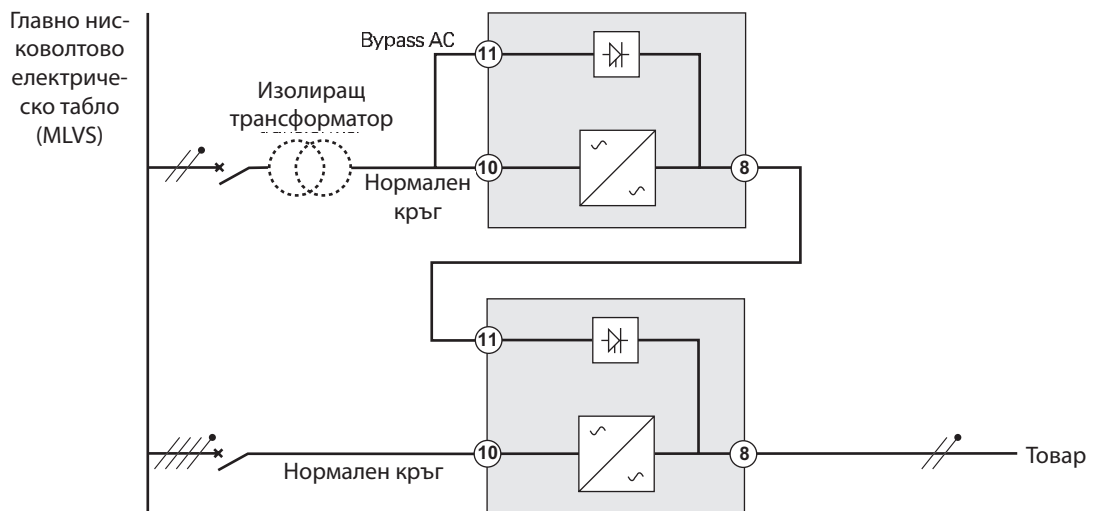 Главно нис-
коволтово
електриче-
ско табло
(MLVS)
Bypass AC
11
Изолиращ
трансформатор
10
8
Нормален
кръг
11
10
8
Нормален кръг
Товар